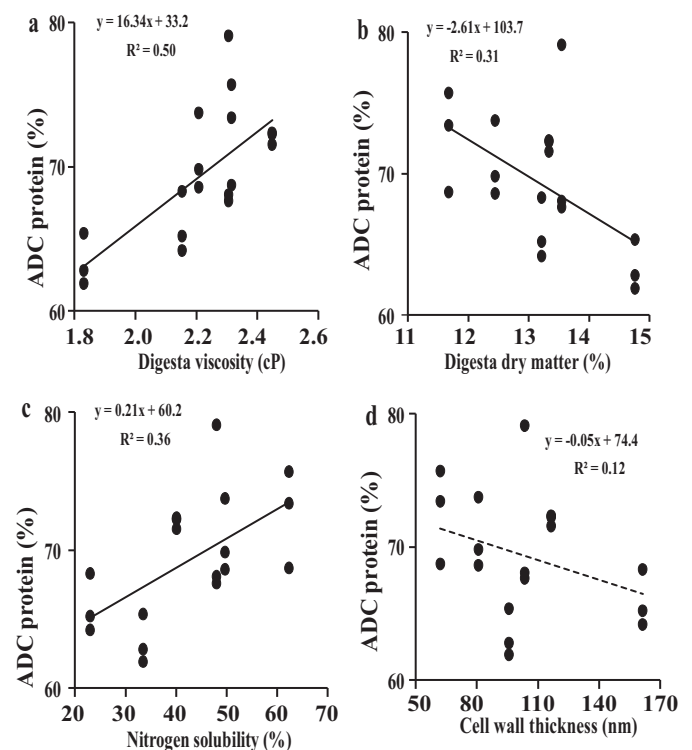 a
y = 16.34x + 33.2
R² = 0.50
ADC protein (%)
80
70
60
1.8 2.0 2.2 2.4 2.6
Digesta viscosity (cP)
b
y = -2.61x + 103.7
R² = 0.31
ADC protein (%)
80
70
60
11 12 13 14 15
Digesta dry matter (%)
c
y = 0.21x + 60.2
R² = 0.36
ADC protein (%)
80
70
60
20 30 40 50 60 70
Nitrogen solubility (%)
d
y = -0.05x + 74.4
R² = 0.12
ADC protein (%)
80
70
60
50 80 110 140 170
Cell wall thickness (nm)